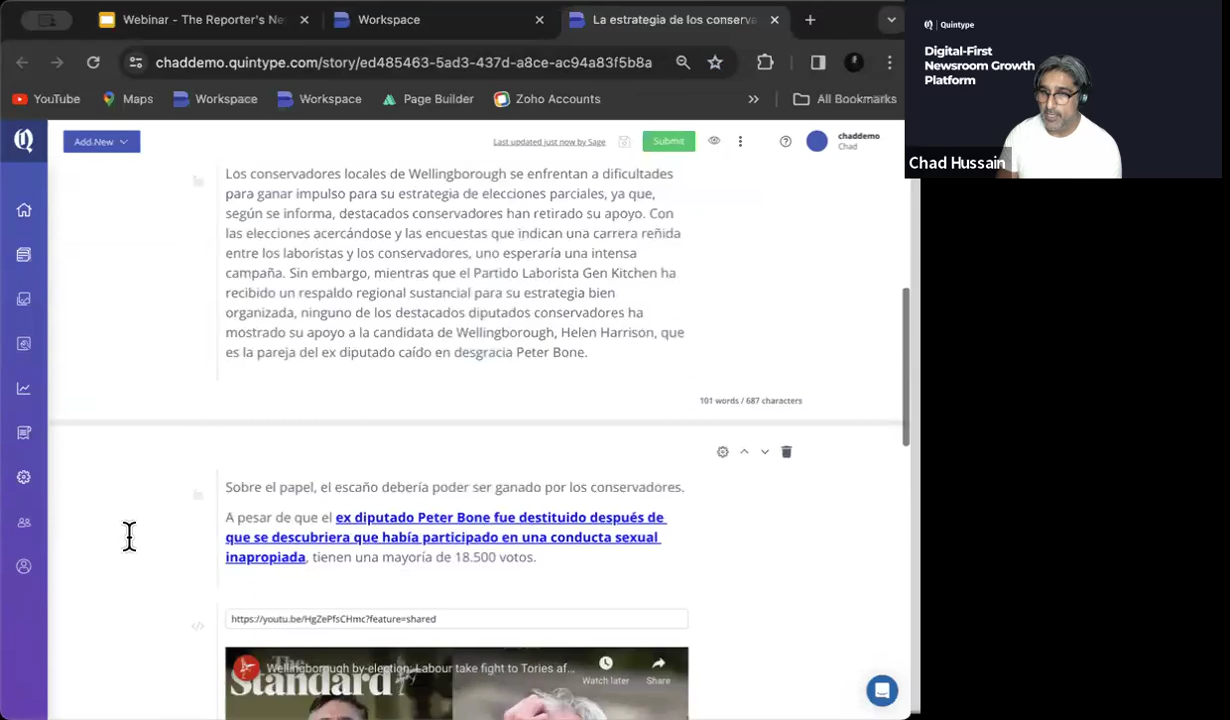 Webinar - The Reporter's Ne
Workspace
La estrategia de los conserva
chaddemo.quintype.com/story/ed485463-5ad3-437d-a8ce-ac94a83f5b8a
YouTube
Maps
Workspace
Workspace
Page Builder
Zoho Accounts
All Bookmarks
Quintype
Digital-First
Newsroom Growth
Platform
Chad Hussain
Add New
Last updated just now by Sage
Submit
chaddemo
Chad
Los conservadores locales de Wellingborough se enfrentan a dificultades
para ganar impulso para su estrategia de elecciones parciales, ya que,
según se informa, destacados conservadores han retirado su apoyo. Con
las elecciones acercándose y las encuestas que indican una carrera reñida
entre los laboristas y los conservadores, uno esperaría una intensa
campaña. Sin embargo, mientras que el Partido Laborista Gen Kitchen ha
recibido un respaldo regional sustancial para su estrategia bien
organizada, ninguno de los destacados diputados conservadores ha
mostrado su apoyo a la candidata de Wellingborough, Helen Harrison, que
es la pareja del ex diputado caído en desgracia Peter Bone.
101 words / 687 characters
Sobre el papel, el escaño debería poder ser ganado por los conservadores.
A pesar de que el ex diputado Peter Bone fue destituido después de
que se descubriera que había participado en una conducta sexual
inapropiada, tienen una mayoría de 18.500 votos.
https://youtu.be/HgZePfsCHmc?feature=shared
Wellingborough by-election: Labour take fight to Tories af...
The
Standard
Watch later
Share